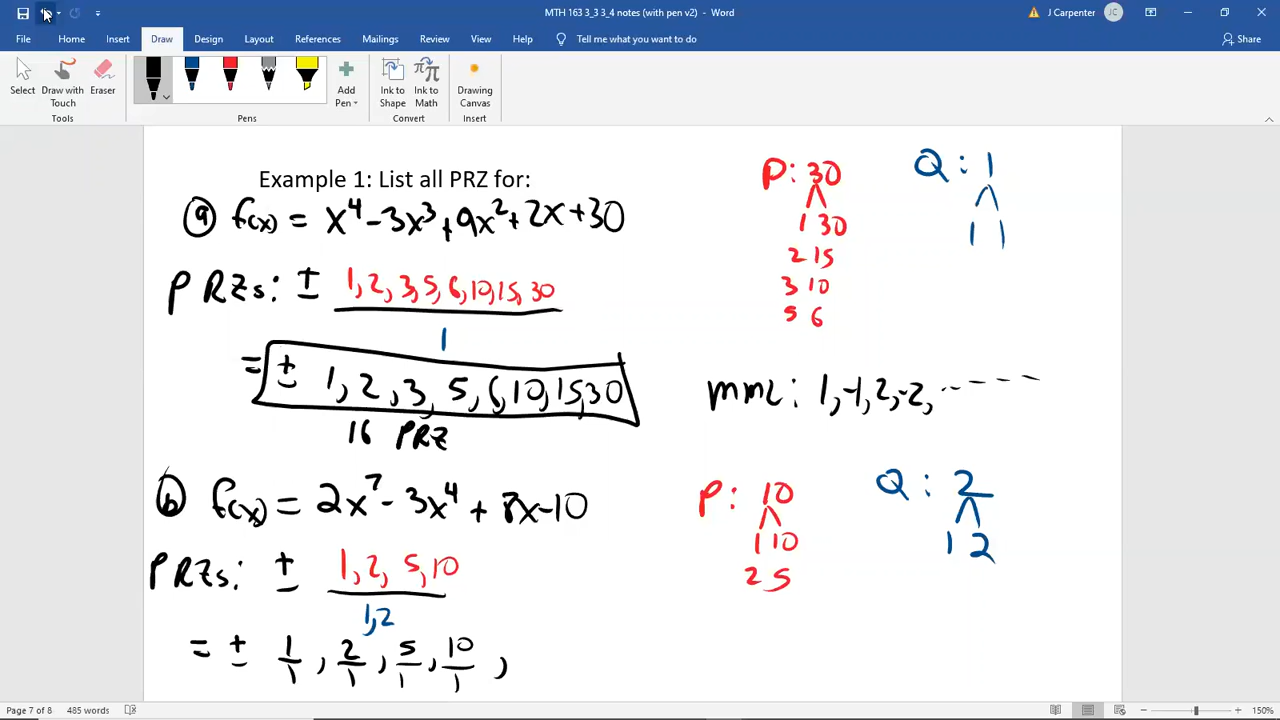 MTH 163 3_3 3_4 notes (with pen v2) - Word
J Carpenter JC
File Home Insert Draw Design Layout References Mailings Review View Help Tell me what you want to do Share
Select Draw with Touch Eraser Add Pen Ink to Shape Ink to Math Drawing Canvas
Tools Pens Convert Insert
Example 1: List all PRZ for:
(a) f(x) = x⁴ - 3x³ + 9x² + 2x + 30
PRZs: ± 1, 2, 3, 5, 6, 10, 15, 30
1
= ± 1, 2, 3, 5, 6, 10, 15, 30
16 PRZ
P: 30
1 30
2 15
3 10
5 6
Q: 1
1 1
mmL: 1, -1, 2, -2, ------
(b) f(x) = 2x⁷ - 3x⁴ + 8x - 10
PRZs: ± 1, 2, 5, 10
1, 2
= ± 1/1, 2/1, 5/1, 10/1,
P: 10
1 10
2 5
Q: 2
1 2
Page 7 of 8 485 words 150%